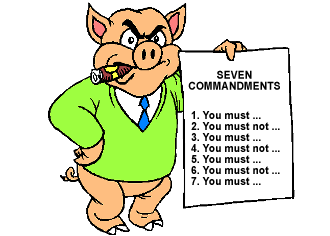 SEVEN
COMMANDMENTS
1. You must ...
2. You must not ...
3. You must ...
4. You must not ...
5. You must ...
6. You must not ...
7. You must ...